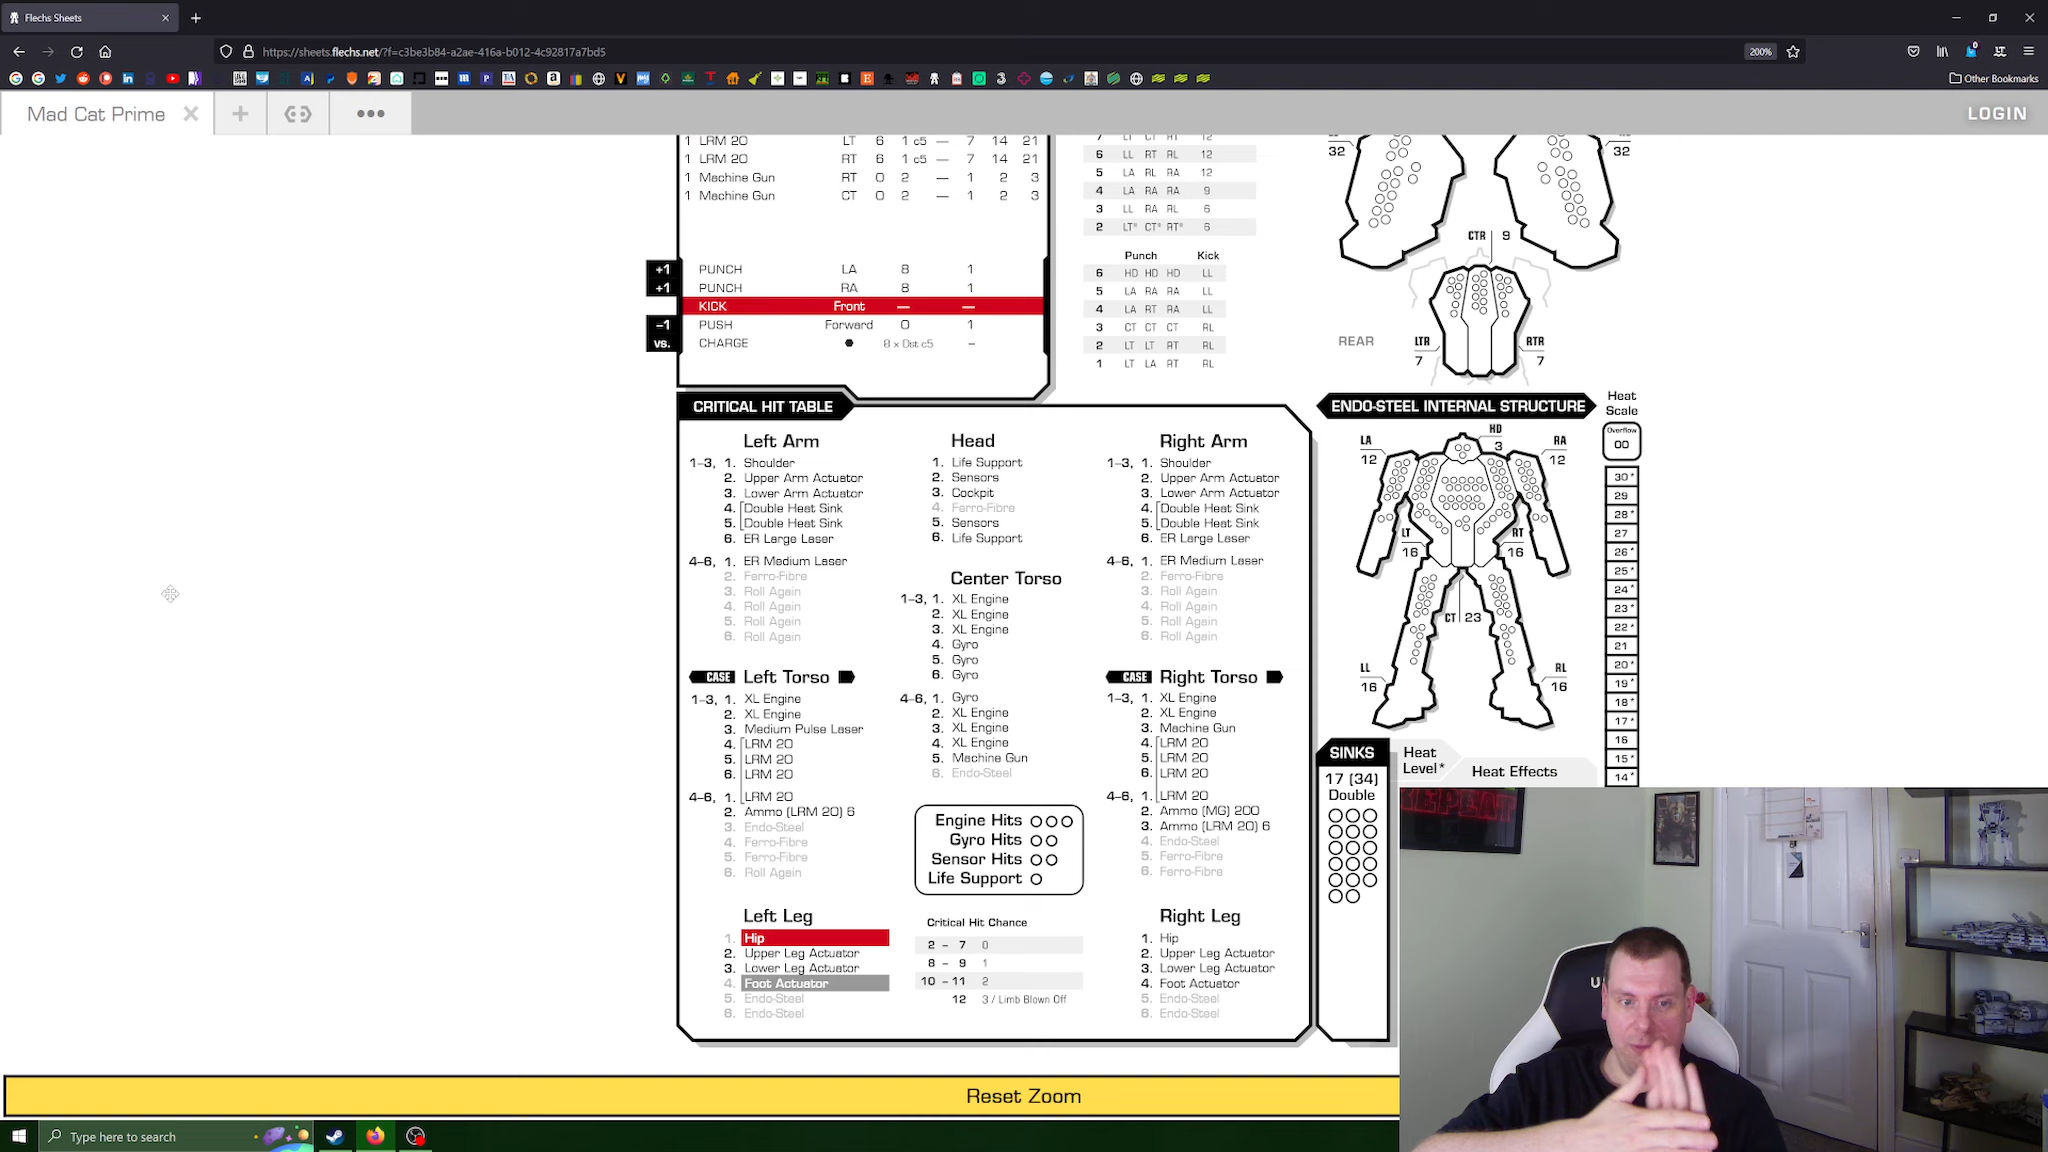 Flechs Sheets
https://sheets.flechs.net/?f=c3be3b84-a2ae-416a-b012-4c92817a7bd5
200%
Other Bookmarks
Mad Cat Prime
LOGIN
1 LRM 20 LT 6 1 c5 — 7 14 21
1 LRM 20 RT 6 1 c5 — 7 14 21
1 Machine Gun RT 0 2 — 1 2 3
1 Machine Gun CT 0 2 — 1 2 3
+1 PUNCH LA 8 1
+1 PUNCH RA 8 1
KICK Front — —
-1 PUSH Forward 0 1
vs. CHARGE 8 x Dst c5 –
7 LT CT RT 12
6 LL RT RL 12
5 LA RL RA 12
4 LA RA RA 9
3 LL RA RL 6
2 LT* CT* RT* 6
Punch Kick
6 HD HD HD LL
5 LA RA RA LL
4 LA RT RA LL
3 CT CT CT RL
2 LT LT RT RL
1 LT LA RT RL
32
32
CTR 9
REAR
LTR
7
RTR
7
CRITICAL HIT TABLE
Left Arm
1-3, 1. Shoulder
2. Upper Arm Actuator
3. Lower Arm Actuator
4. Double Heat Sink
5. Double Heat Sink
6. ER Large Laser
4-6, 1. ER Medium Laser
2. Ferro-Fibre
3. Roll Again
4. Roll Again
5. Roll Again
6. Roll Again
CASE Left Torso
1-3, 1. XL Engine
2. XL Engine
3. Medium Pulse Laser
4. LRM 20
5. LRM 20
6. LRM 20
4-6, 1. LRM 20
2. Ammo (LRM 20) 6
3. Endo-Steel
4. Ferro-Fibre
5. Ferro-Fibre
6. Roll Again
Left Leg
1. Hip
2. Upper Leg Actuator
3. Lower Leg Actuator
4. Foot Actuator
5. Endo-Steel
6. Endo-Steel
Head
1. Life Support
2. Sensors
3. Cockpit
4. Ferro-Fibre
5. Sensors
6. Life Support
Center Torso
1-3, 1. XL Engine
2. XL Engine
3. XL Engine
4. Gyro
5. Gyro
6. Gyro
4-6, 1. Gyro
2. XL Engine
3. XL Engine
4. XL Engine
5. Machine Gun
6. Endo-Steel
Engine Hits
Gyro Hits
Sensor Hits
Life Support
Critical Hit Chance
2 - 7 0
8 - 9 1
10 - 11 2
12 3 / Limb Blown Off
Right Arm
1-3, 1. Shoulder
2. Upper Arm Actuator
3. Lower Arm Actuator
4. Double Heat Sink
5. Double Heat Sink
6. ER Large Laser
4-6, 1. ER Medium Laser
2. Ferro-Fibre
3. Roll Again
4. Roll Again
5. Roll Again
6. Roll Again
CASE Right Torso
1-3, 1. XL Engine
2. XL Engine
3. Machine Gun
4. LRM 20
5. LRM 20
6. LRM 20
4-6, 1. LRM 20
2. Ammo (MG) 200
3. Ammo (LRM 20) 6
4. Endo-Steel
5. Ferro-Fibre
6. Ferro-Fibre
Right Leg
1. Hip
2. Upper Leg Actuator
3. Lower Leg Actuator
4. Foot Actuator
5. Endo-Steel
6. Endo-Steel
ENDO-STEEL INTERNAL STRUCTURE
HD
3
LA
12
RA
12
LT
16
RT
16
CT 23
LL
16
RL
16
Heat
Scale
Overflow
00
30*
29
28*
27
26*
25*
24*
23*
22*
21
20*
19*
18*
17*
16
15*
14*
SINKS
17 (34)
Double
Heat
Level*
Heat Effects
REPEAT
Reset Zoom
Type here to search